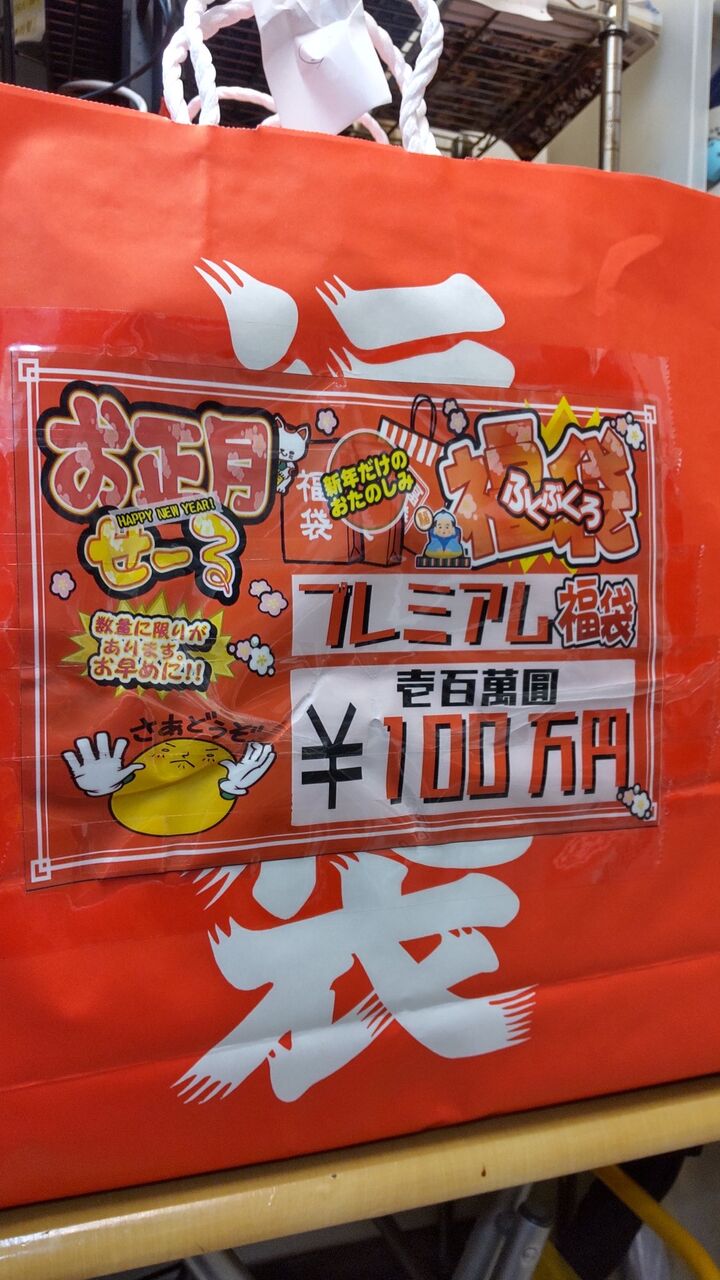 お正月
HAPPY NEW YEAR!
せーる
数量に限りが
あります。
お早めに!!
さあどうぞ
福袋
新年だけの
おたのしみ
福袋
ふくぶくろ
プレミアム福袋
壱百萬圓
¥100万円
袋